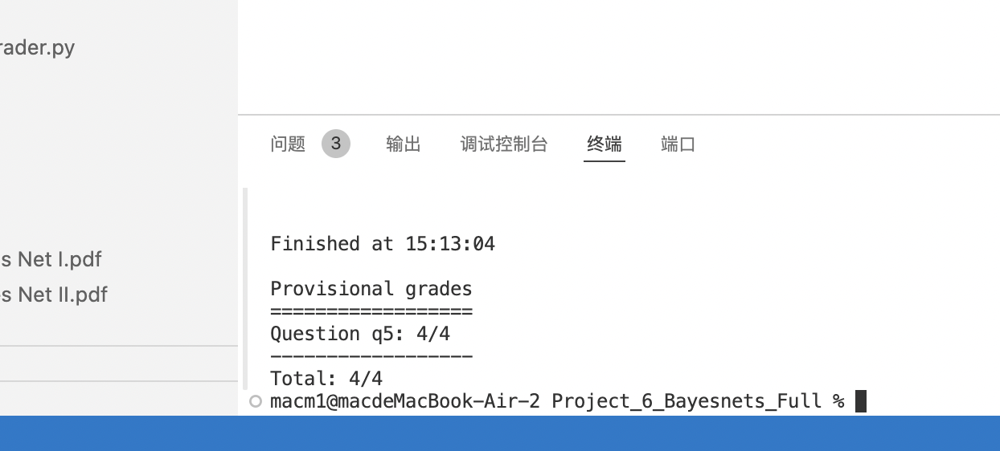 rader.py
s Net I.pdf
s Net II.pdf
问题 3 输出 调试控制台 终端 端口
Finished at 15:13:04
Provisional grades
==================
Question q5: 4/4
------------------
Total: 4/4
macm1@macdeMacBook-Air-2 Project_6_Bayesnets_Full %